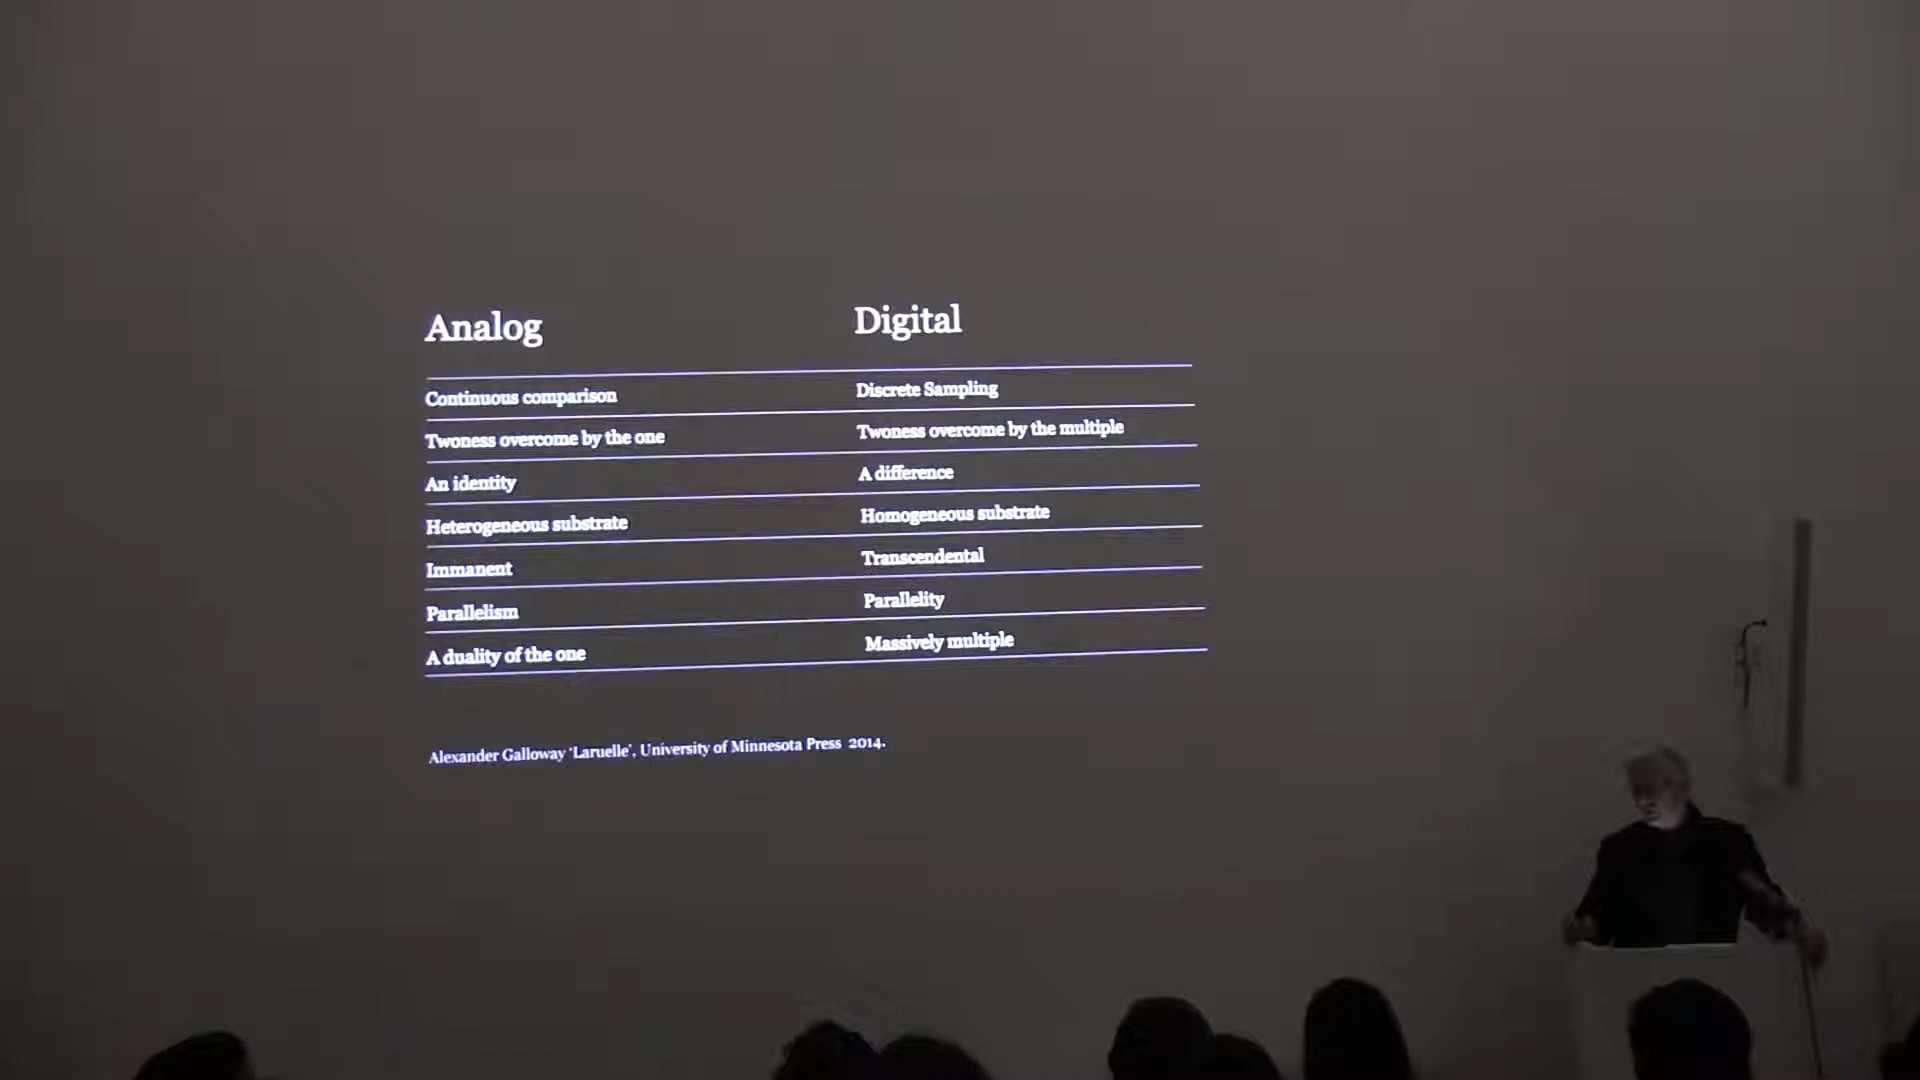 Analog Digital
Continuous comparison Discrete Sampling
Twoness overcome by the one Twoness overcome by the multiple
An identity A difference
Heterogeneous substrate Homogeneous substrate
Immanent Transcendental
Parallelism Parallelity
A duality of the one Massively multiple
Alexander Galloway ‘Laruelle’, University of Minnesota Press 2014.